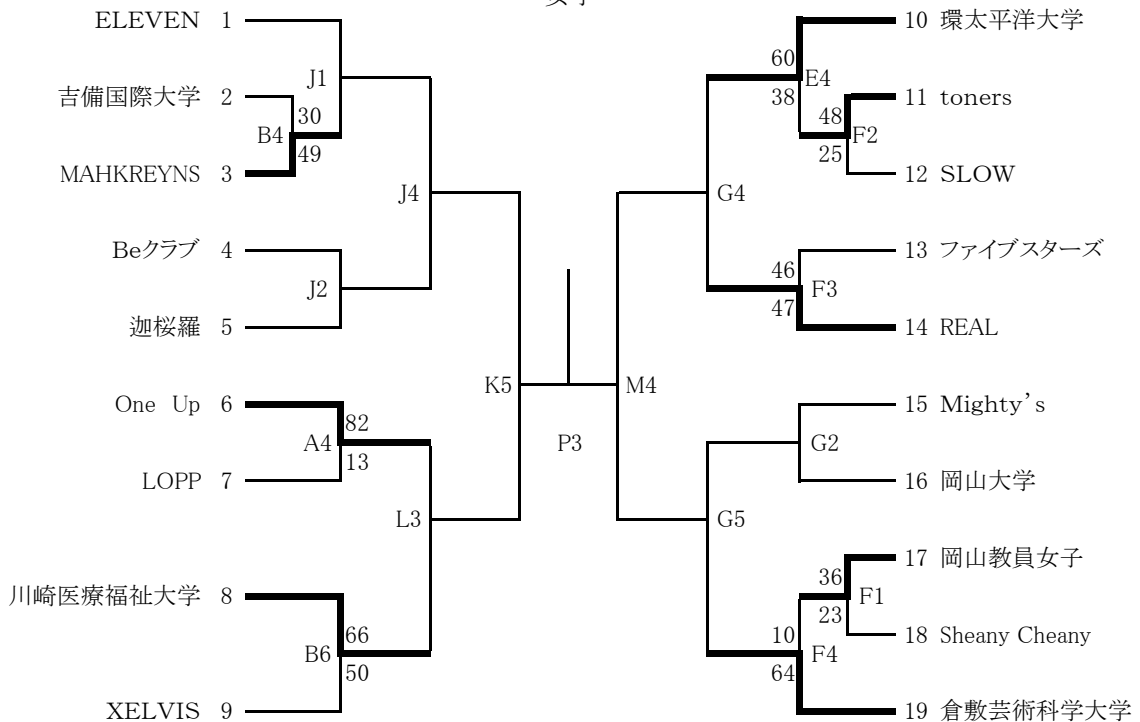 女子
ELEVEN 1
J1
吉備国際大学 2
30
B4
49
MAHKREYNS 3
J4
Beクラブ 4
J2
迦桜羅 5
K5
One Up 6
82
A4
13
LOPP 7
L3
川崎医療福祉大学 8
66
B6
50
XELVIS 9
P3
10 環太平洋大学
60
E4
38
11 toners
48
F2
25
12 SLOW
G4
13 ファイブスターズ
46
F3
47
14 REAL
M4
15 Mighty’s
G2
16 岡山大学
G5
17 岡山教員女子
36
F1
23
18 Sheany Cheany
10
F4
64
19 倉敷芸術科学大学